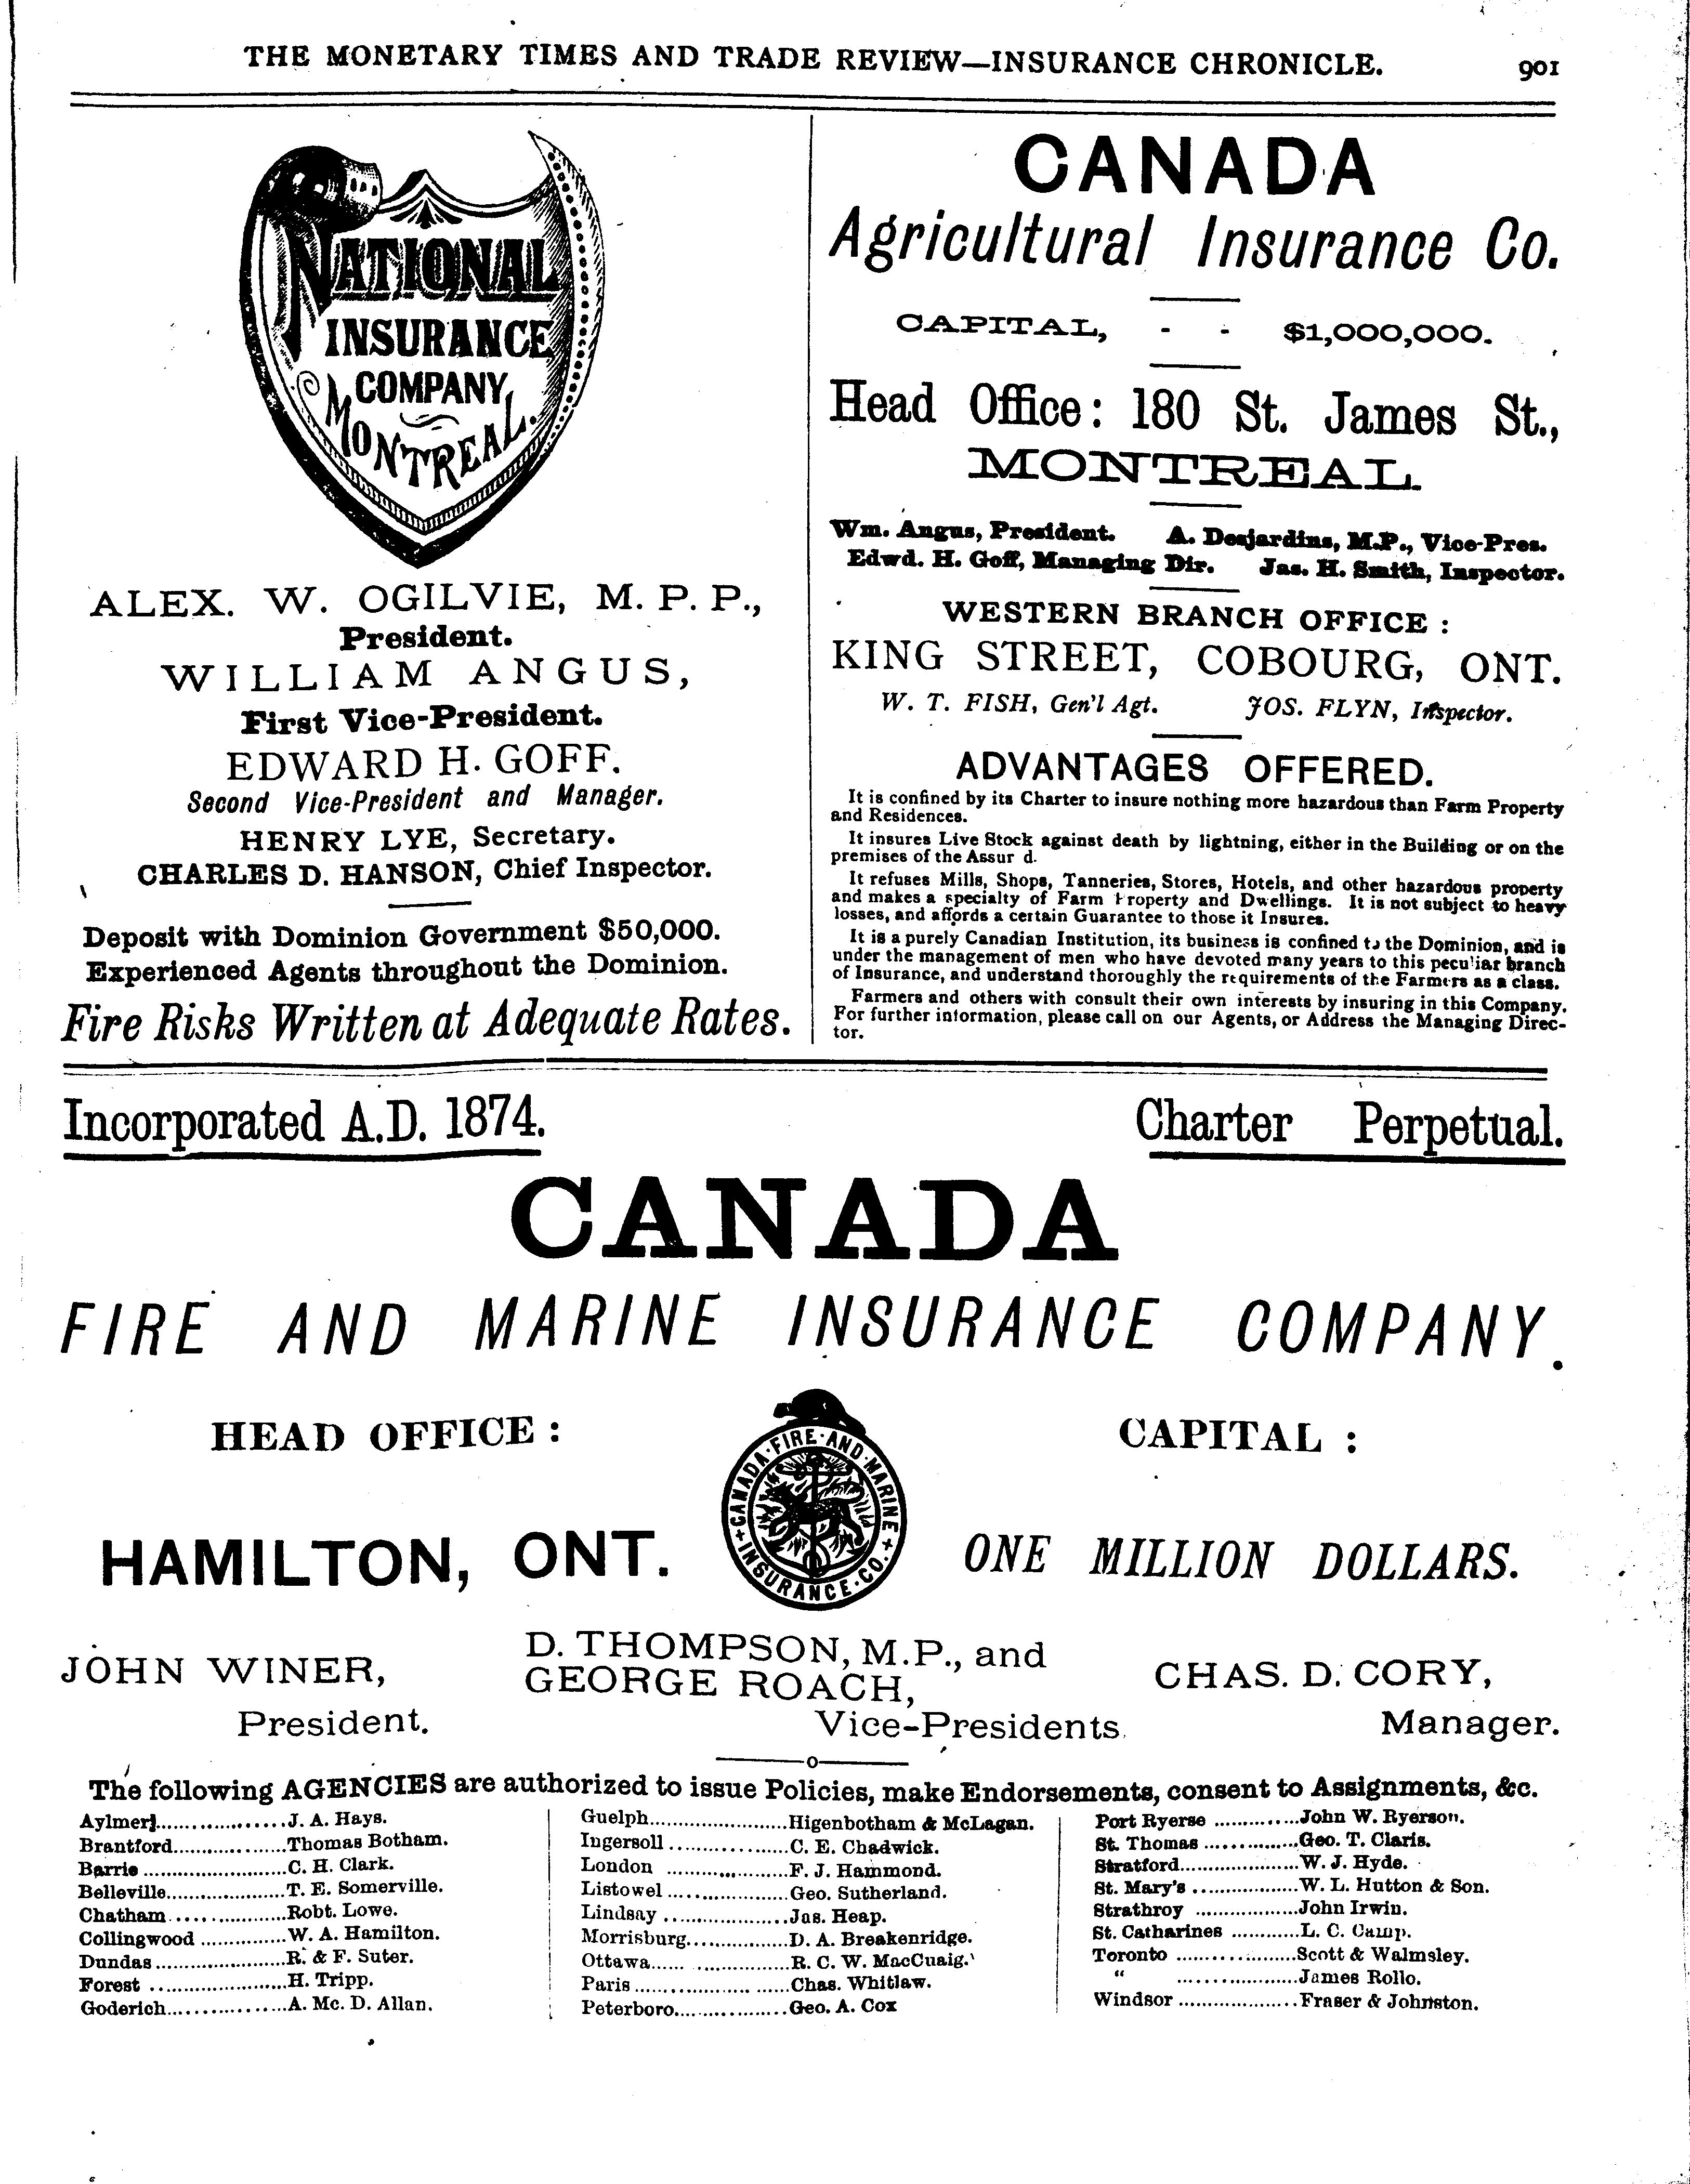 THE MONETARY TIMES AND TRADE REVIEW—INSURANCE CHRONICLE. 901
NATIONAL
INSURANCE
COMPANY,
MONTREAL.
ALEX. W. OGILVIE, M. P. P.,
President.
WILLIAM ANGUS,
First Vice-President.
EDWARD H. GOFF.
Second Vice-President and Manager.
HENRY LYE, Secretary.
CHARLES D. HANSON, Chief Inspector.
Deposit with Dominion Government $50,000.
Experienced Agents throughout the Dominion.
Fire Risks Written at Adequate Rates.
CANADA
Agricultural Insurance Co.
CAPITAL, - - $1,000,000.
Head Office: 180 St. James St.,
MONTREAL.
Wm. Angus, President. A. Desjardins, M.P., Vice-Pres.
Edwd. H. Goff, Managing Dir. Jas. H. Smith, Inspector.
WESTERN BRANCH OFFICE :
KING STREET, COBOURG, ONT.
W. T. FISH, Gen'l Agt. JOS. FLYN, Inspector.
ADVANTAGES OFFERED.
It is confined by its Charter to insure nothing more hazardous than Farm Property
and Residences.
It insures Live Stock against death by lightning, either in the Building or on the
premises of the Assur d.
It refuses Mills, Shops, Tanneries, Stores, Hotels, and other hazardous property
and makes a specialty of Farm Property and Dwellings. It is not subject to heavy
losses, and affords a certain Guarantee to those it Insures.
It is a purely Canadian Institution, its business is confined to the Dominion, and is
under the management of men who have devoted many years to this peculiar branch
of Insurance, and understand thoroughly the requirements of the Farmers as a class.
Farmers and others with consult their own interests by insuring in this Company.
For further information, please call on our Agents, or Address the Managing Direc-
tor.
Incorporated A.D. 1874. Charter Perpetual.
CANADA
FIRE AND MARINE INSURANCE COMPANY.
HEAD OFFICE :
HAMILTON, ONT.
CANADA·FIRE·AND·MARINE
+INSURANCE·CO.+
CAPITAL :
ONE MILLION DOLLARS.
JOHN WINER,
President.
D. THOMPSON, M.P., and
GEORGE ROACH,
Vice-Presidents.
CHAS. D. CORY,
Manager.
The following AGENCIES are authorized to issue Policies, make Endorsements, consent to Assignments, &c.
Aylmer....................J. A. Hays.
Brantford..................Thomas Botham.
Barrie ........................C. H. Clark.
Belleville....................T. E. Somerville.
Chatham....................Robt. Lowe.
Collingwood ..............W. A. Hamilton.
Dundas......................R. & F. Suter.
Forest .......................H. Tripp.
Goderich....................A. Mc. D. Allan.
Guelph.......................Higenbotham & McLagan.
Ingersoll ....................C. E. Chadwick.
London .....................F. J. Hammond.
Listowel .....................Geo. Sutherland.
Lindsay .....................Jas. Heap.
Morrisburg.................D. A. Breakenridge.
Ottawa.......................R. C. W. MacCuaig.
Paris ..........................Chas. Whitlaw.
Peterboro...................Geo. A. Cox
Port Ryerse ..............John W. Ryerson.
St. Thomas ...............Geo. T. Claris.
Stratford....................W. J. Hyde.
St. Mary's ..................W. L. Hutton & Son.
Strathroy ..................John Irwin.
St. Catharines ............L. C. Camp.
Toronto ....................Scott & Walmsley.
“ ....................James Rollo.
Windsor ....................Fraser & Johnston.